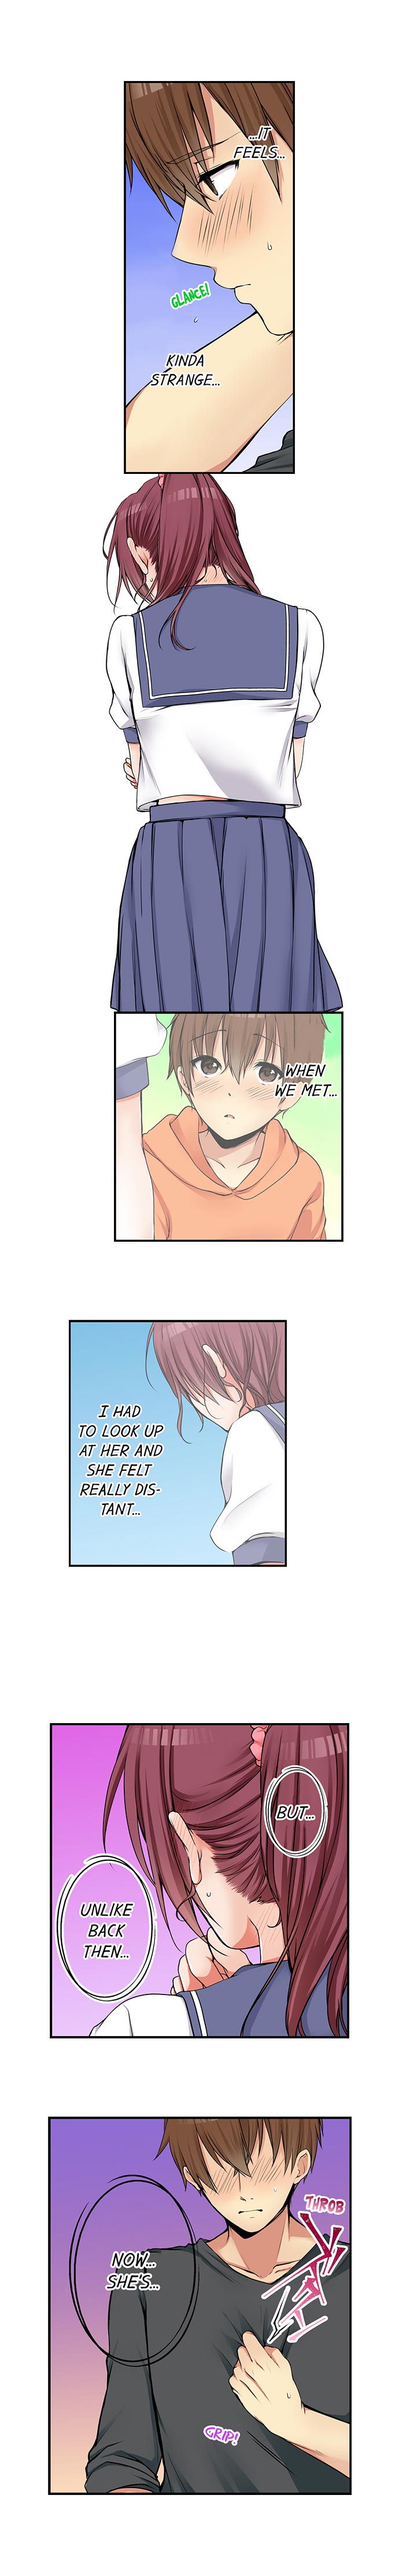 ...IT
FEELS...
GLANCE!
KINDA
STRANGE...
WHEN
WE MET...
I HAD
TO LOOK UP
AT HER AND
SHE FELT
REALLY DIS-
TANT...
BUT...
UNLIKE
BACK
THEN...
THROB
NOW...
SHE'S...
GRIP!